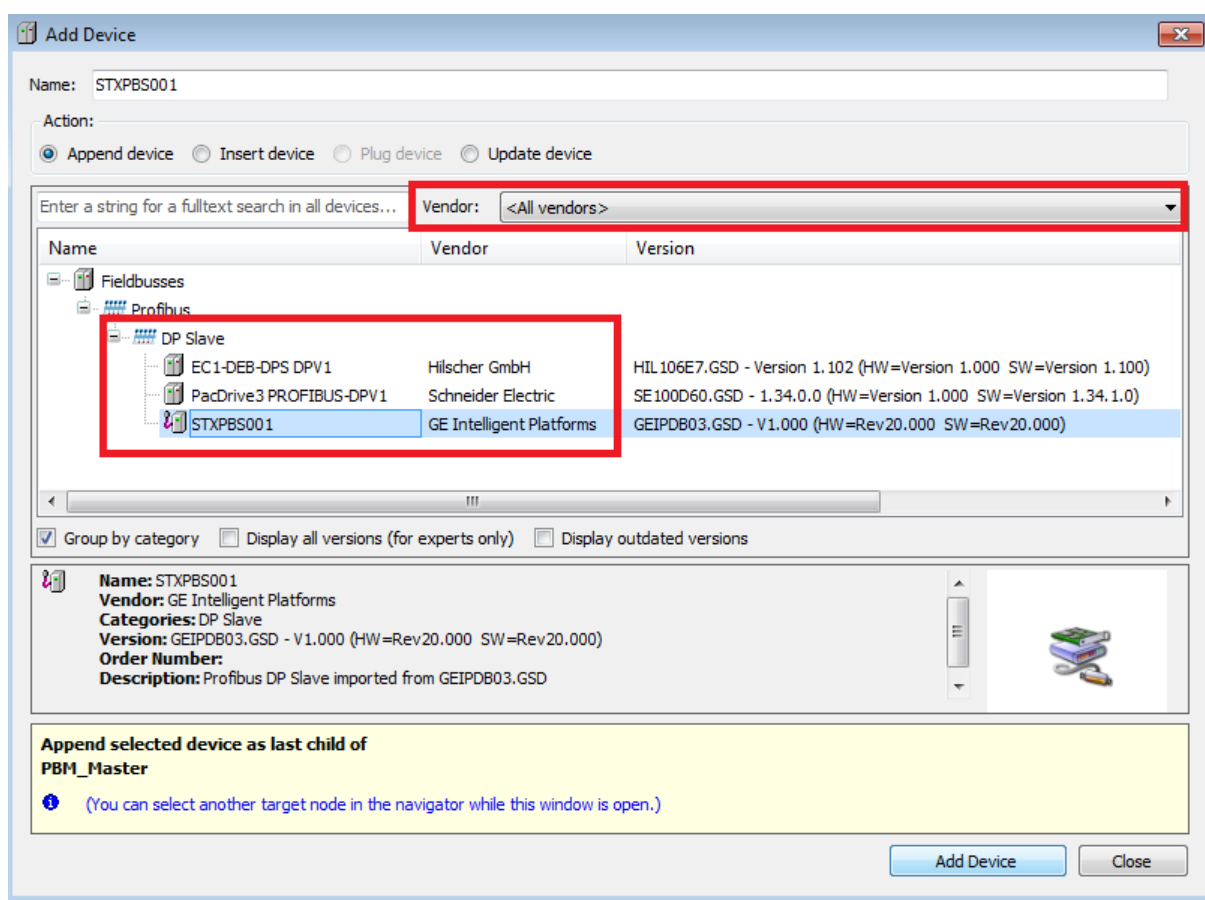 Add Device
Name: STXPBS001
Action:
Append device Insert device Plug device Update device
Enter a string for a fulltext search in all devices... Vendor: <All vendors>
Name Vendor Version
Fieldbusses
Profibus
DP Slave
EC1-DEB-DPS DPV1 Hilscher GmbH HIL106E7.GSD - Version 1.102 (HW=Version 1.000 SW=Version 1.100)
PacDrive3 PROFIBUS-DPV1 Schneider Electric SE100D60.GSD - 1.34.0.0 (HW=Version 1.000 SW=Version 1.34.1.0)
STXPBS001 GE Intelligent Platforms GEIPDB03.GSD - V1.000 (HW=Rev20.000 SW=Rev20.000)
Group by category Display all versions (for experts only) Display outdated versions
Name: STXPBS001
Vendor: GE Intelligent Platforms
Categories: DP Slave
Version: GEIPDB03.GSD - V1.000 (HW=Rev20.000 SW=Rev20.000)
Order Number:
Description: Profibus DP Slave imported from GEIPDB03.GSD
Append selected device as last child of
PBM_Master
(You can select another target node in the navigator while this window is open.)
Add Device Close